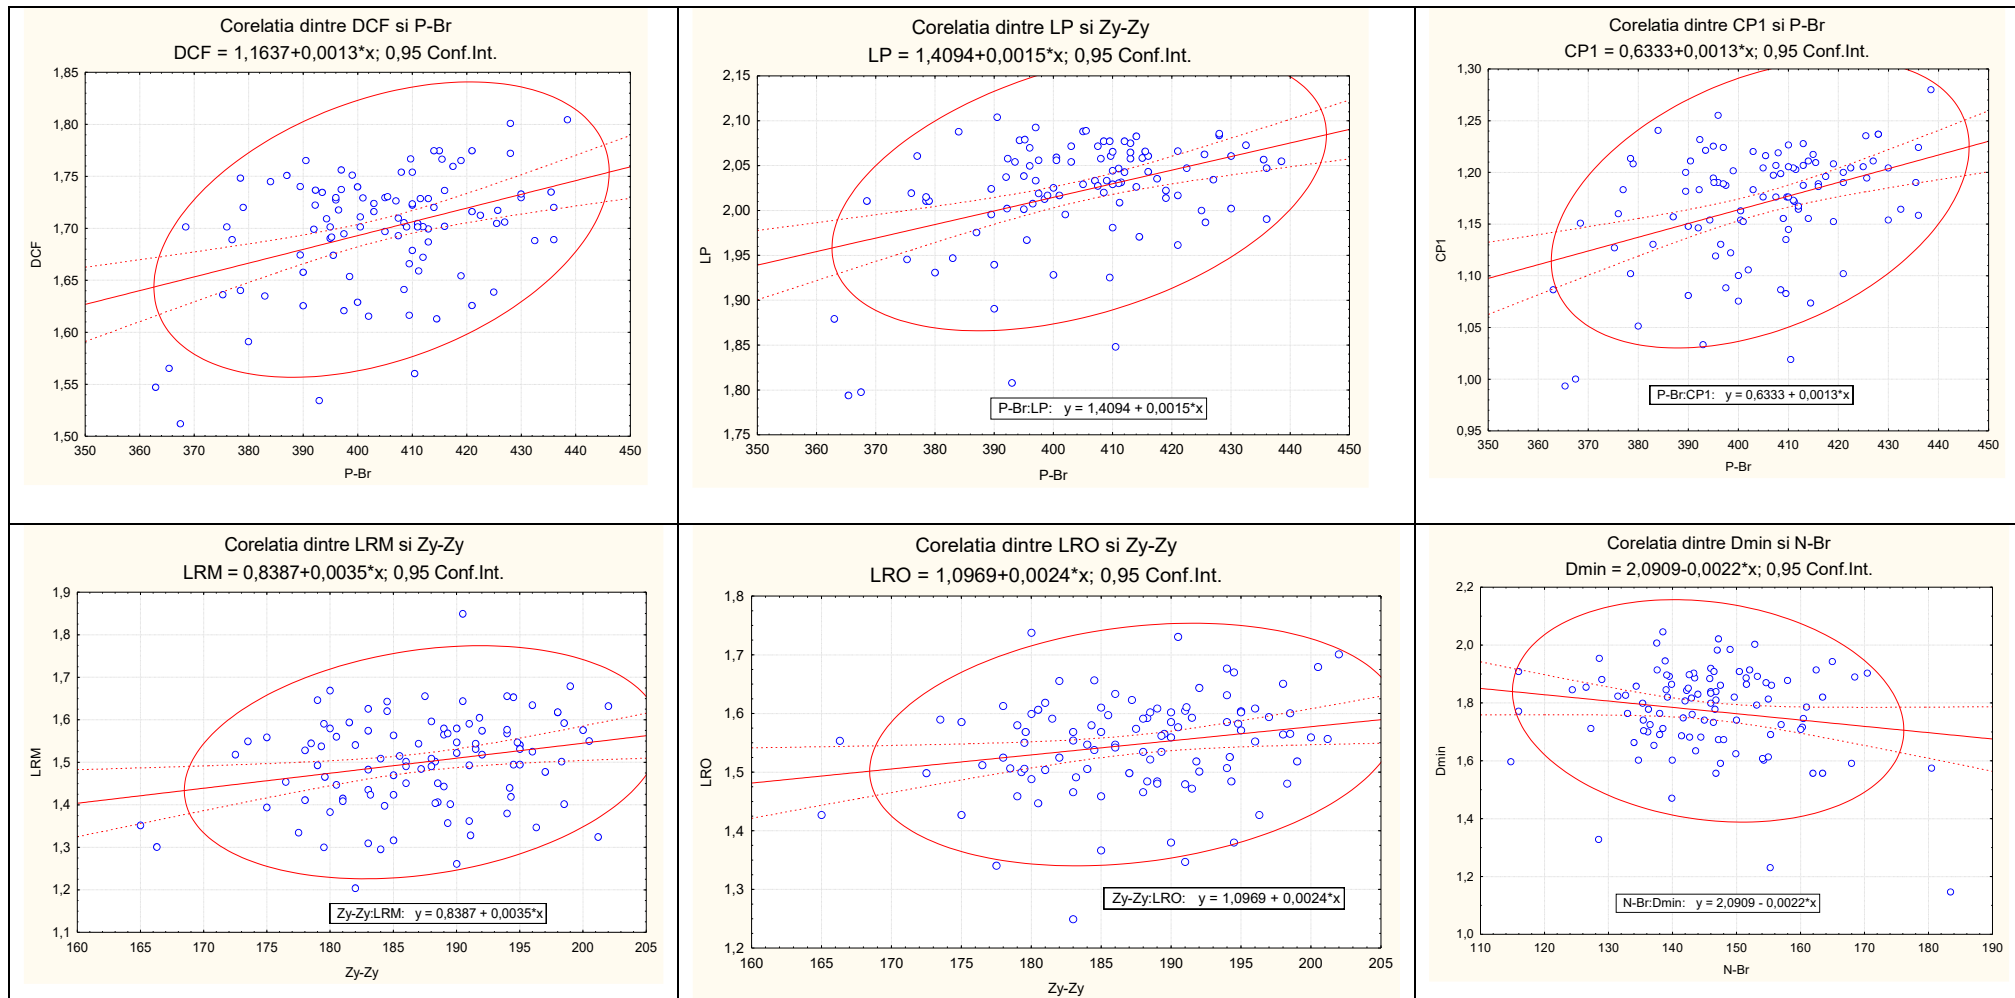 Corelatia dintre DCF si P-Br
DCF = 1,1637+0,0013*x; 0,95 Conf.Int.
1,85
1,80
1,75
1,70
1,65
1,60
1,55
1,50
DCF
350 360 370 380 390 400 410 420 430 440 450
P-Br
Corelatia dintre LP si Zy-Zy
LP = 1,4094+0,0015*x; 0,95 Conf.Int.
2,15
2,10
2,05
2,00
1,95
1,90
1,85
1,80
1,75
LP
P-Br:LP: y = 1,4094 + 0,0015*x
350 360 370 380 390 400 410 420 430 440 450
P-Br
Corelatia dintre CP1 si P-Br
CP1 = 0,6333+0,0013*x; 0,95 Conf.Int.
1,30
1,25
1,20
1,15
1,10
1,05
1,00
0,95
CP1
P-Br:CP1: y = 0,6333 + 0,0013*x
350 360 370 380 390 400 410 420 430 440 450
P-Br
Corelatia dintre LRM si Zy-Zy
LRM = 0,8387+0,0035*x; 0,95 Conf.Int.
1,9
1,8
1,7
1,6
1,5
1,4
1,3
1,2
1,1
LRM
Zy-Zy:LRM: y = 0,8387 + 0,0035*x
160 165 170 175 180 185 190 195 200 205
Zy-Zy
Corelatia dintre LRO si Zy-Zy
LRO = 1,0969+0,0024*x; 0,95 Conf.Int.
1,8
1,7
1,6
1,5
1,4
1,3
1,2
LRO
Zy-Zy:LRO: y = 1,0969 + 0,0024*x
160 165 170 175 180 185 190 195 200 205
Zy-Zy
Corelatia dintre Dmin si N-Br
Dmin = 2,0909-0,0022*x; 0,95 Conf.Int.
2,2
2,0
1,8
1,6
1,4
1,2
1,0
Dmin
N-Br:Dmin: y = 2,0909 - 0,0022*x
110 120 130 140 150 160 170 180 190
N-Br